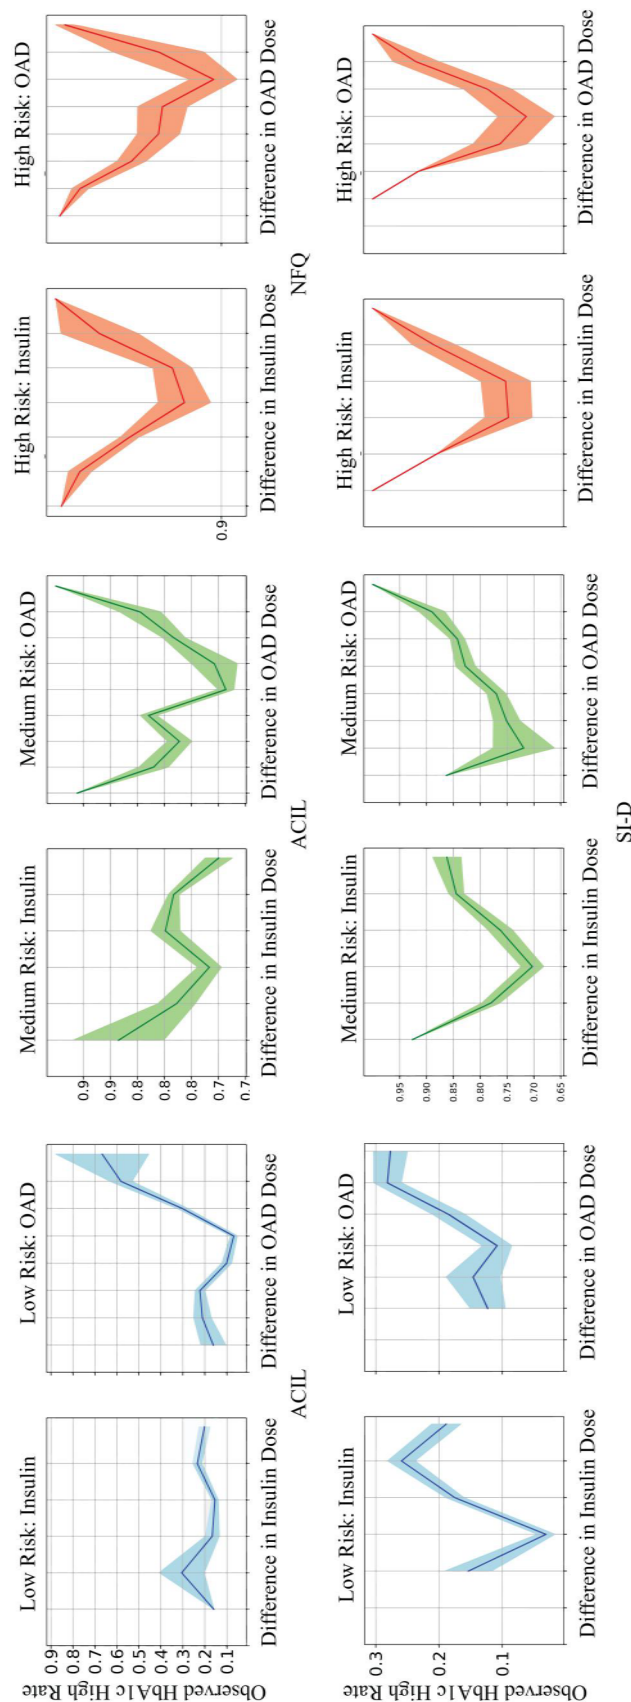 Observed HbA1c High Rate
0.9
0.8
0.7
0.6
0.5
0.4
0.3
0.2
0.1
Low Risk: Insulin
Difference in Insulin Dose
Low Risk: OAD
Difference in OAD Dose
ACIL
0.9
0.9
0.8
0.8
0.8
0.7
0.7
Medium Risk: Insulin
Difference in Insulin Dose
Medium Risk: OAD
Difference in OAD Dose
ACIL
0.9
High Risk: Insulin
Difference in Insulin Dose
High Risk: OAD
Difference in OAD Dose
NFQ
Observed HbA1c High Rate
0.3
0.2
0.1
Low Risk: Insulin
Difference in Insulin Dose
Low Risk: OAD
Difference in OAD Dose
0.95
0.90
0.85
0.80
0.75
0.70
0.65
Medium Risk: Insulin
Difference in Insulin Dose
Medium Risk: OAD
Difference in OAD Dose
High Risk: Insulin
Difference in Insulin Dose
High Risk: OAD
Difference in OAD Dose
SI-D